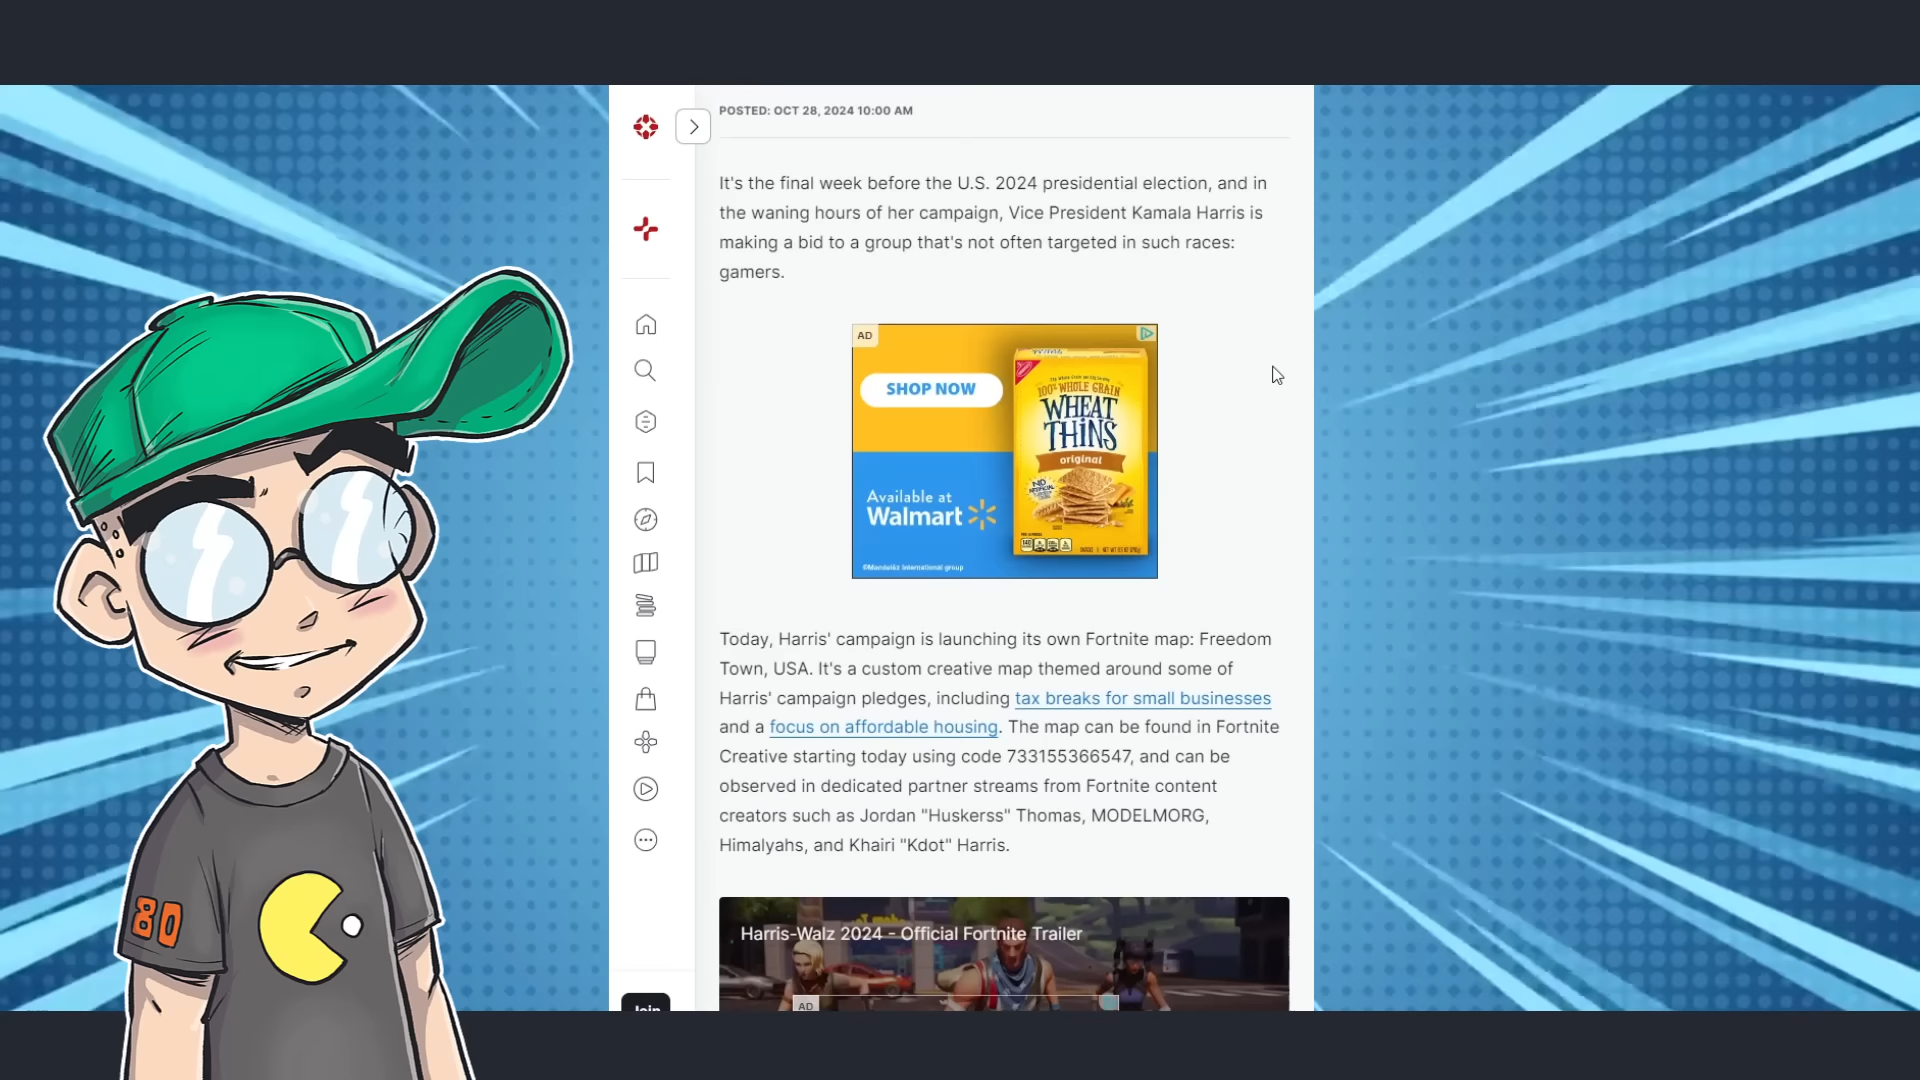 POSTED: OCT 28, 2024 10:00 AM
It's the final week before the U.S. 2024 presidential election, and in
the waning hours of her campaign, Vice President Kamala Harris is
making a bid to a group that's not often targeted in such races:
gamers.
AD
SHOP NOW
100% WHOLE GRAIN
WHEAT
THINS
original
NO
ARTIFICIAL
Available at
Walmart
©Mondelēz International group
Today, Harris' campaign is launching its own Fortnite map: Freedom
Town, USA. It's a custom creative map themed around some of
Harris' campaign pledges, including tax breaks for small businesses
and a focus on affordable housing. The map can be found in Fortnite
Creative starting today using code 733155366547, and can be
observed in dedicated partner streams from Fortnite content
creators such as Jordan "Huskerss" Thomas, MODELMORG,
Himalyahs, and Khairi "Kdot" Harris.
Harris-Walz 2024 - Official Fortnite Trailer
AD
Join
80